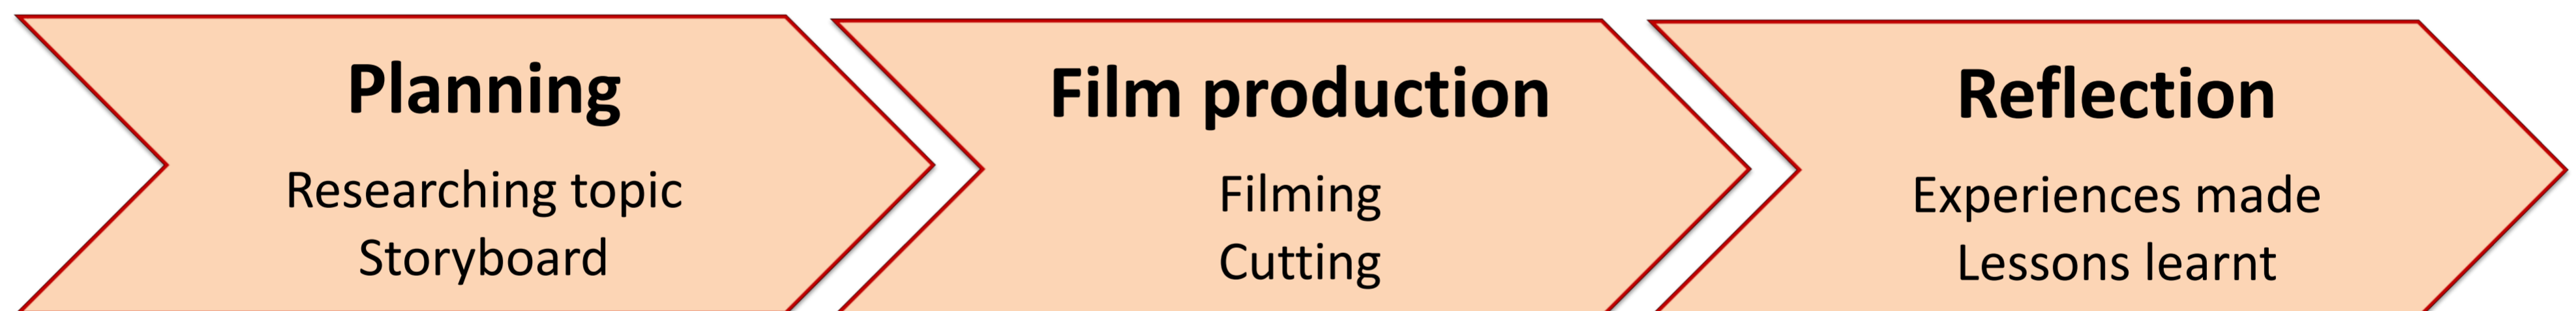 Planning
Researching topic
Storyboard
Film production
Filming
Cutting
Reflection
Experiences made
Lessons learnt